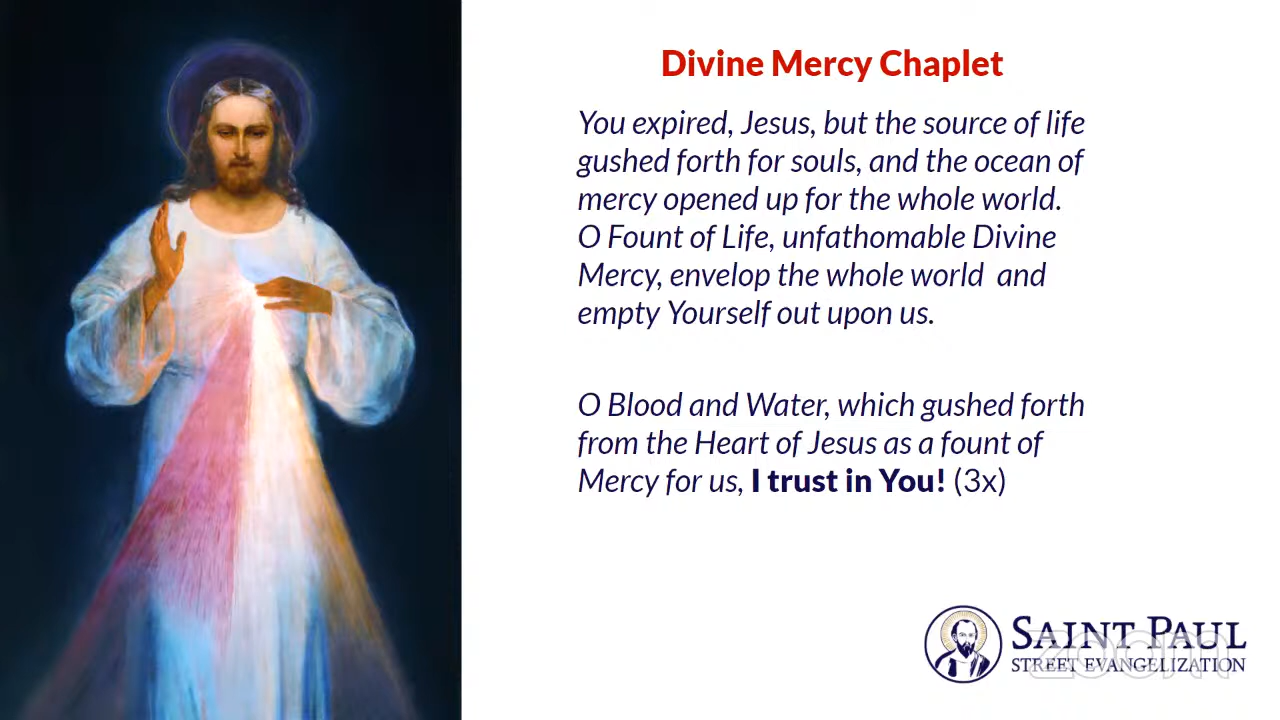 Divine Mercy Chaplet
You expired, Jesus, but the source of life
gushed forth for souls, and the ocean of
mercy opened up for the whole world.
O Fount of Life, unfathomable Divine
Mercy, envelop the whole world  and
empty Yourself out upon us.
O Blood and Water, which gushed forth
from the Heart of Jesus as a fount of
Mercy for us, I trust in You! (3x)
SAINT PAUL
STREET EVANGELIZATION
zoom